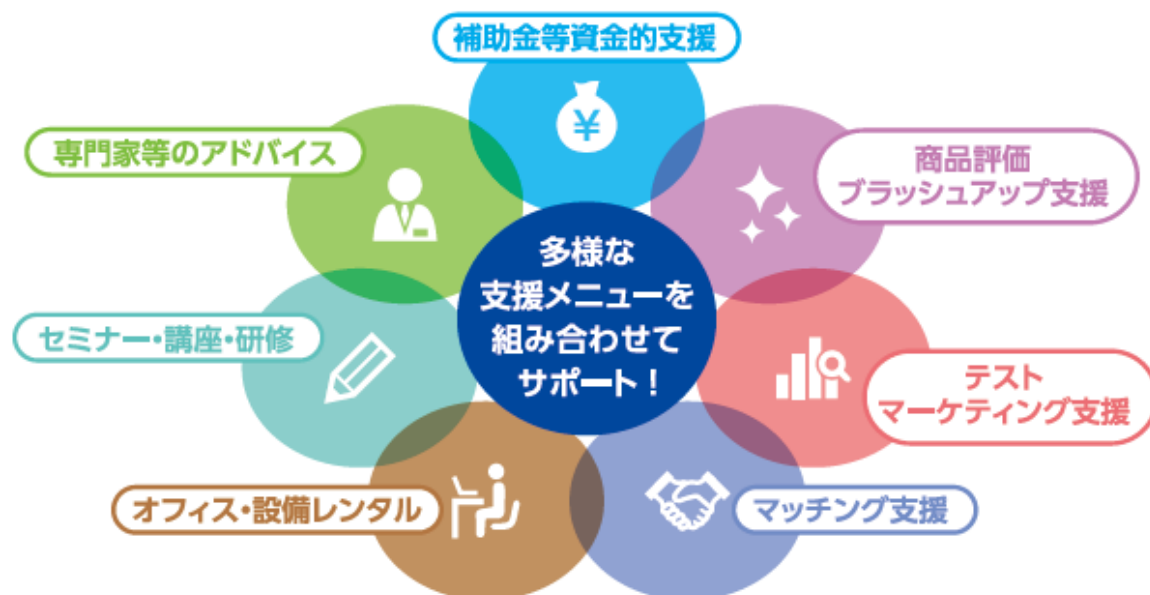 補助金等資金的支援
専門家等のアドバイス
商品評価
ブラッシュアップ支援
多様な
支援メニューを
組み合わせて
サポート！
セミナー・講座・研修
テスト
マーケティング支援
オフィス・設備レンタル
マッチング支援
¥